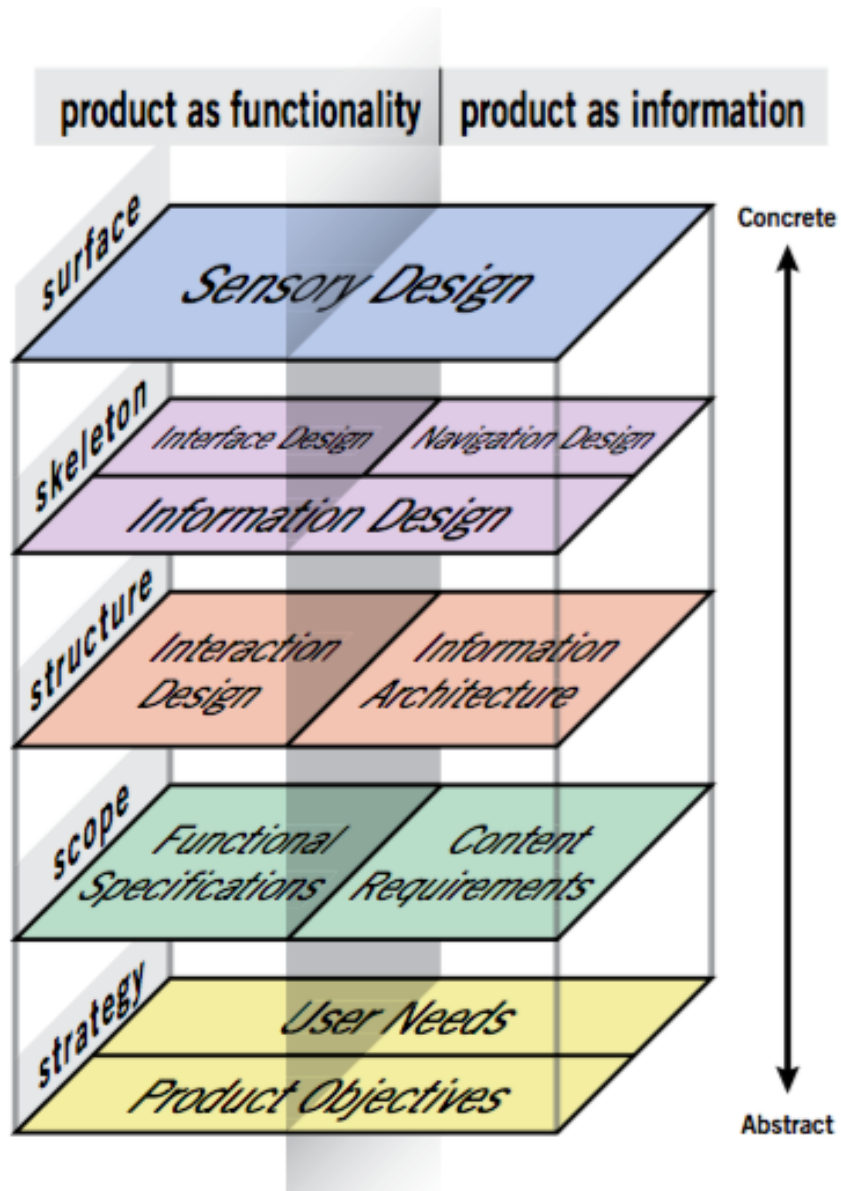 product as functionality
product as information
surface
Concrete
Sensory Design
skeleton
Interface Design
Navigation Design
Information Design
structure
Interaction
Design
Information
Architecture
scope
Functional
Specifications
Content
Requirements
strategy
User Needs
Product Objectives
Abstract